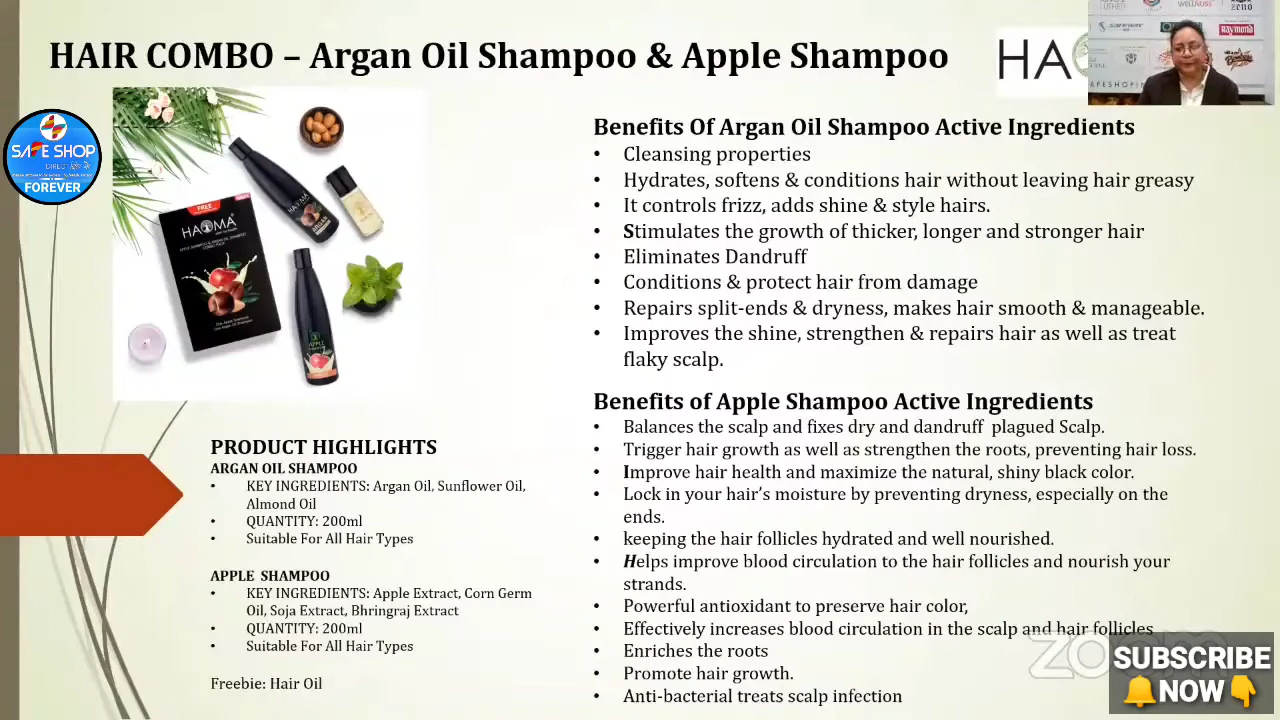 HAIR COMBO – Argan Oil Shampoo & Apple Shampoo
HA
WELLAUSS
Raymond
SAFE SHOP
DIRECT
FOREVER
FREE
HAOMA
HAOMA
ARGAN
APPLE
Benefits Of Argan Oil Shampoo Active Ingredients
• Cleansing properties
• Hydrates, softens & conditions hair without leaving hair greasy
• It controls frizz, adds shine & style hairs.
• Stimulates the growth of thicker, longer and stronger hair
• Eliminates Dandruff
• Conditions & protect hair from damage
• Repairs split-ends & dryness, makes hair smooth & manageable.
• Improves the shine, strengthen & repairs hair as well as treat
flaky scalp.
Benefits of Apple Shampoo Active Ingredients
• Balances the scalp and fixes dry and dandruff plagued Scalp.
• Trigger hair growth as well as strengthen the roots, preventing hair loss.
• Improve hair health and maximize the natural, shiny black color.
• Lock in your hair’s moisture by preventing dryness, especially on the
ends.
• keeping the hair follicles hydrated and well nourished.
• Helps improve blood circulation to the hair follicles and nourish your
strands.
• Powerful antioxidant to preserve hair color,
• Effectively increases blood circulation in the scalp and hair follicles
• Enriches the roots
• Promote hair growth.
• Anti-bacterial treats scalp infection
PRODUCT HIGHLIGHTS
ARGAN OIL SHAMPOO
• KEY INGREDIENTS: Argan Oil, Sunflower Oil,
Almond Oil
• QUANTITY: 200ml
• Suitable For All Hair Types
APPLE SHAMPOO
• KEY INGREDIENTS: Apple Extract, Corn Germ
Oil, Soja Extract, Bhringraj Extract
• QUANTITY: 200ml
• Suitable For All Hair Types
Freebie: Hair Oil
zoom
SUBSCRIBE
NOW